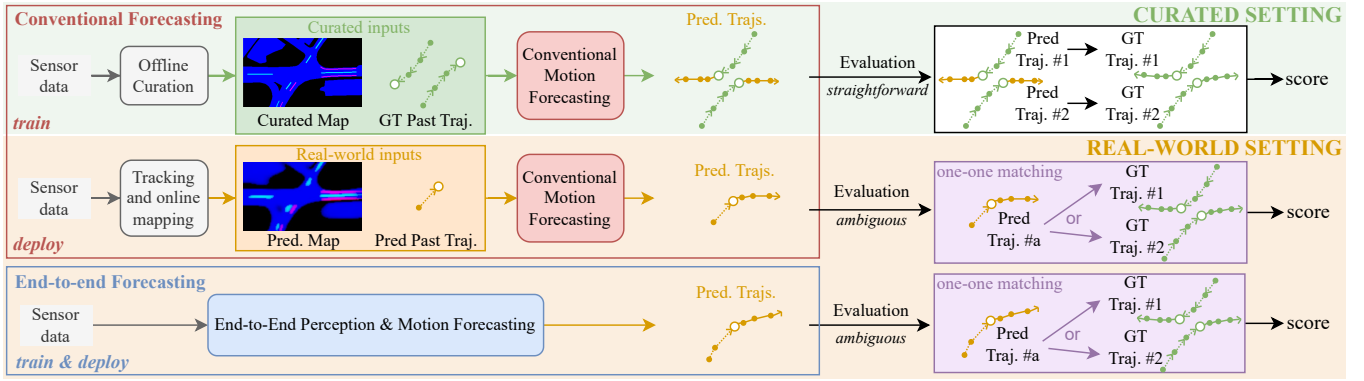 Conventional Forecasting
Sensor
data
train
Offline
Curation
Curated inputs
Curated Map
GT Past Traj.
Conventional
Motion
Forecasting
Pred. Trajs.
Evaluation
straightforward
CURATED SETTING
Pred
Traj. #1
GT
Traj. #1
Pred
Traj. #2
GT
Traj. #2
score
Sensor
data
deploy
Tracking
and online
mapping
Real-world inputs
Pred. Map
Pred Past Traj.
Conventional
Motion
Forecasting
Evaluation
ambiguous
REAL-WORLD SETTING
one-one matching
Pred
Traj. #a
or
GT
Traj. #1
GT
Traj. #2
score
End-to-end Forecasting
Sensor
data
train & deploy
End-to-End Perception & Motion Forecasting
Pred. Trajs.
Evaluation
ambiguous
one-one matching
Pred
Traj. #a
or
GT
Traj. #1
GT
Traj. #2
score